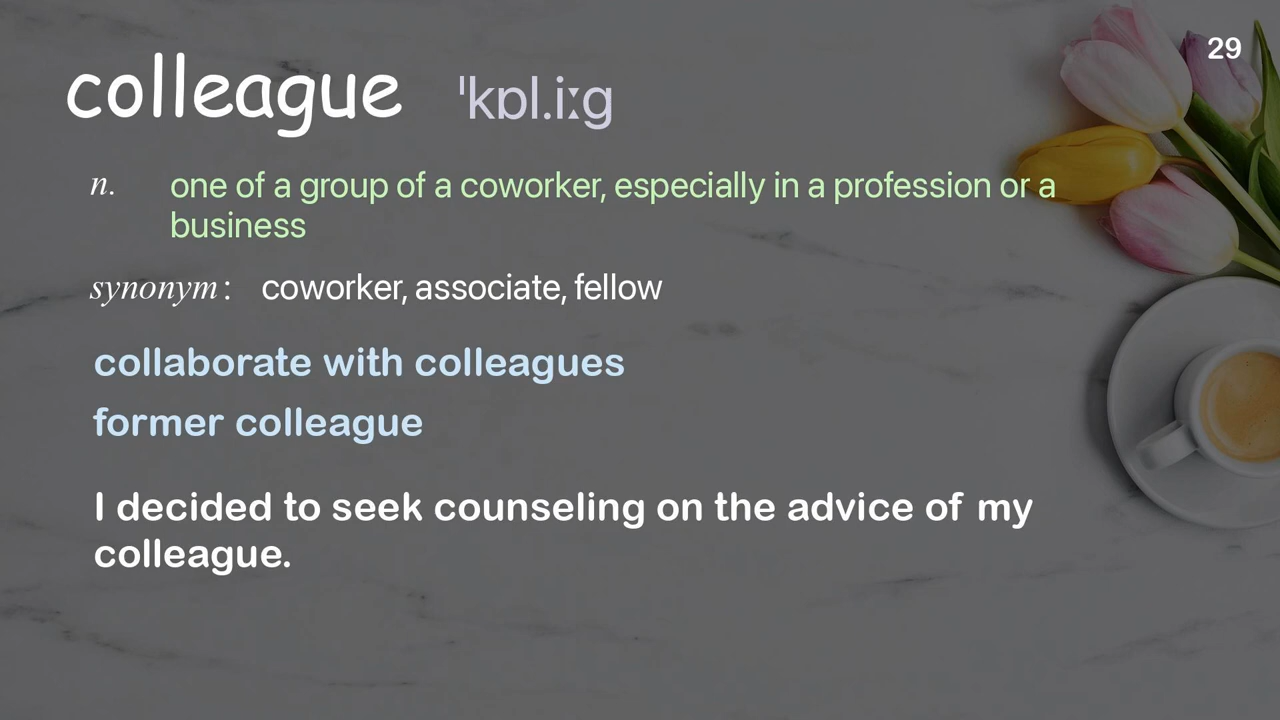 29
colleague ˈkɒl.iːg
n. one of a group of a coworker, especially in a profession or a
business
synonym: coworker, associate, fellow
collaborate with colleagues
former colleague
I decided to seek counseling on the advice of my
colleague.